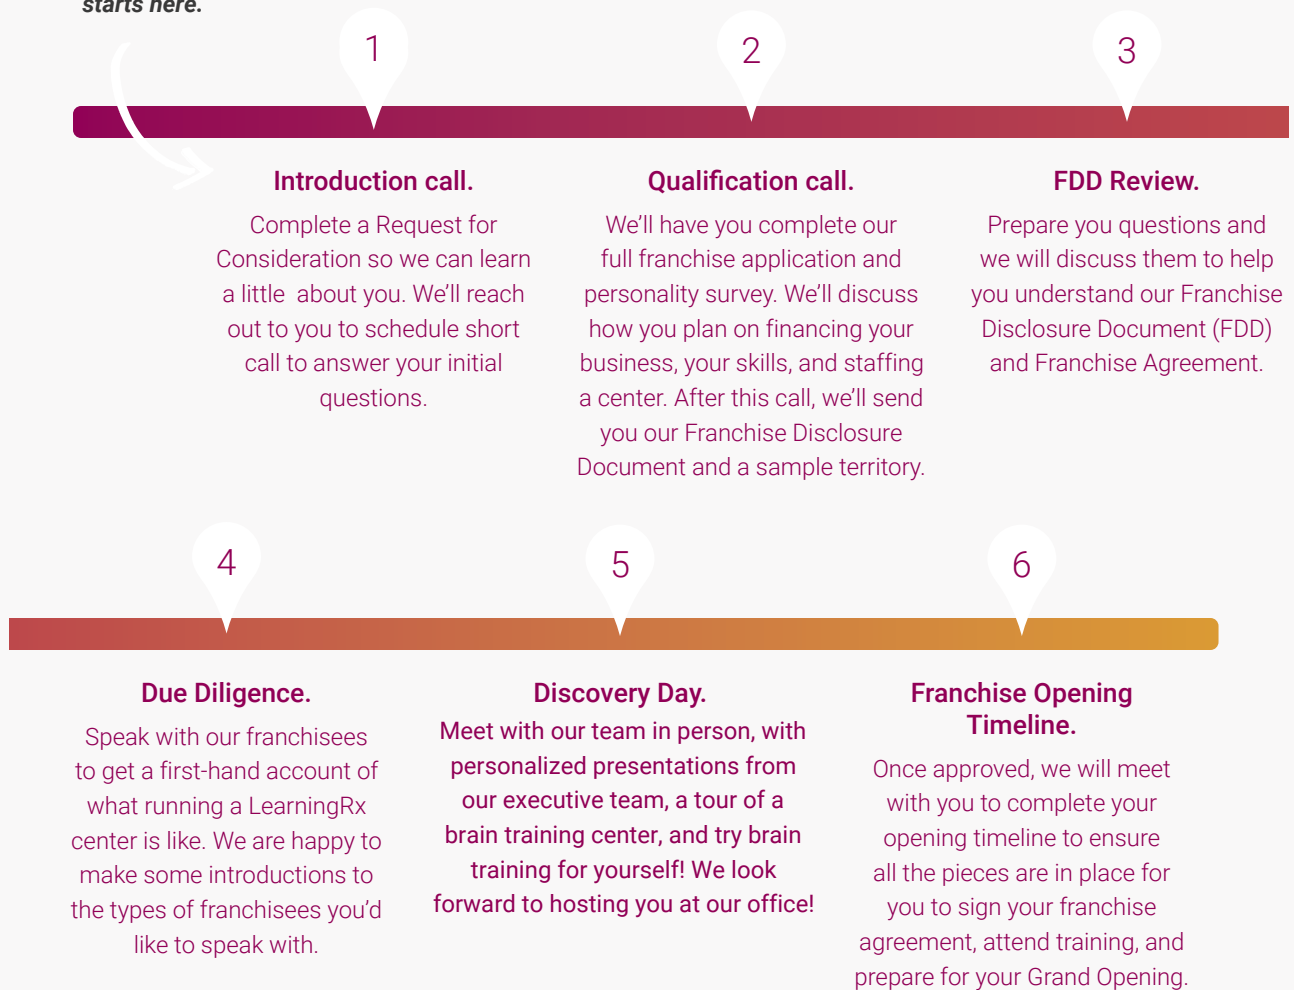 starts here.
1
2
3
Introduction call.
Complete a Request for
Consideration so we can learn
a little  about you. We’ll reach
out to you to schedule short
call to answer your initial
questions.
Qualification call.
We’ll have you complete our
full franchise application and
personality survey. We’ll discuss
how you plan on financing your
business, your skills, and staffing
a center. After this call, we’ll send
you our Franchise Disclosure
Document and a sample territory.
FDD Review.
Prepare you questions and
we will discuss them to help
you understand our Franchise
Disclosure Document (FDD)
and Franchise Agreement.
4
5
6
Due Diligence.
Speak with our franchisees
to get a first-hand account of
what running a LearningRx
center is like. We are happy to
make some introductions to
the types of franchisees you’d
like to speak with.
Discovery Day.
Meet with our team in person, with
personalized presentations from
our executive team, a tour of a
brain training center, and try brain
training for yourself! We look
forward to hosting you at our office!
Franchise Opening
Timeline.
Once approved, we will meet
with you to complete your
opening timeline to ensure
all the pieces are in place for
you to sign your franchise
agreement, attend training, and
prepare for your Grand Opening.